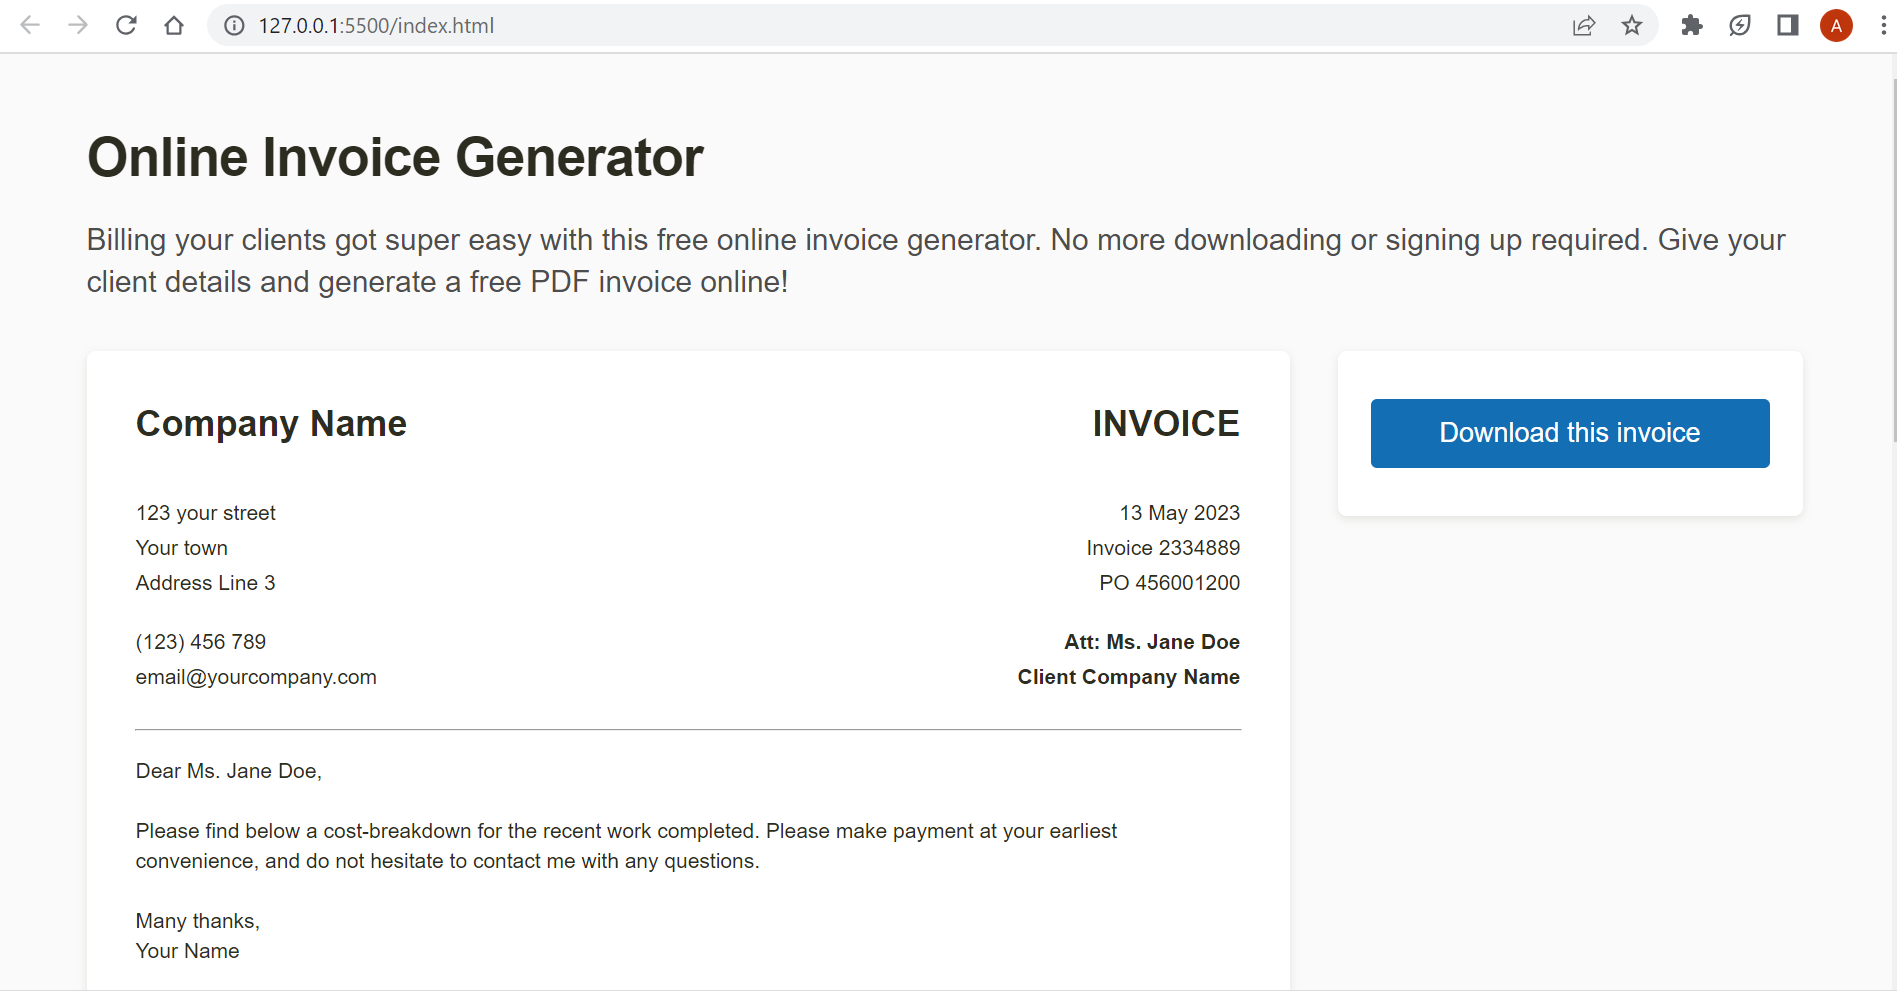 127.0.0.1:5500/index.html
A
Online Invoice Generator
Billing your clients got super easy with this free online invoice generator. No more downloading or signing up required. Give your
client details and generate a free PDF invoice online!
Company Name
INVOICE
Download this invoice
123 your street
Your town
Address Line 3
13 May 2023
Invoice 2334889
PO 456001200
(123) 456 789
email@yourcompany.com
Att: Ms. Jane Doe
Client Company Name
Dear Ms. Jane Doe,
Please find below a cost-breakdown for the recent work completed. Please make payment at your earliest
convenience, and do not hesitate to contact me with any questions.
Many thanks,
Your Name